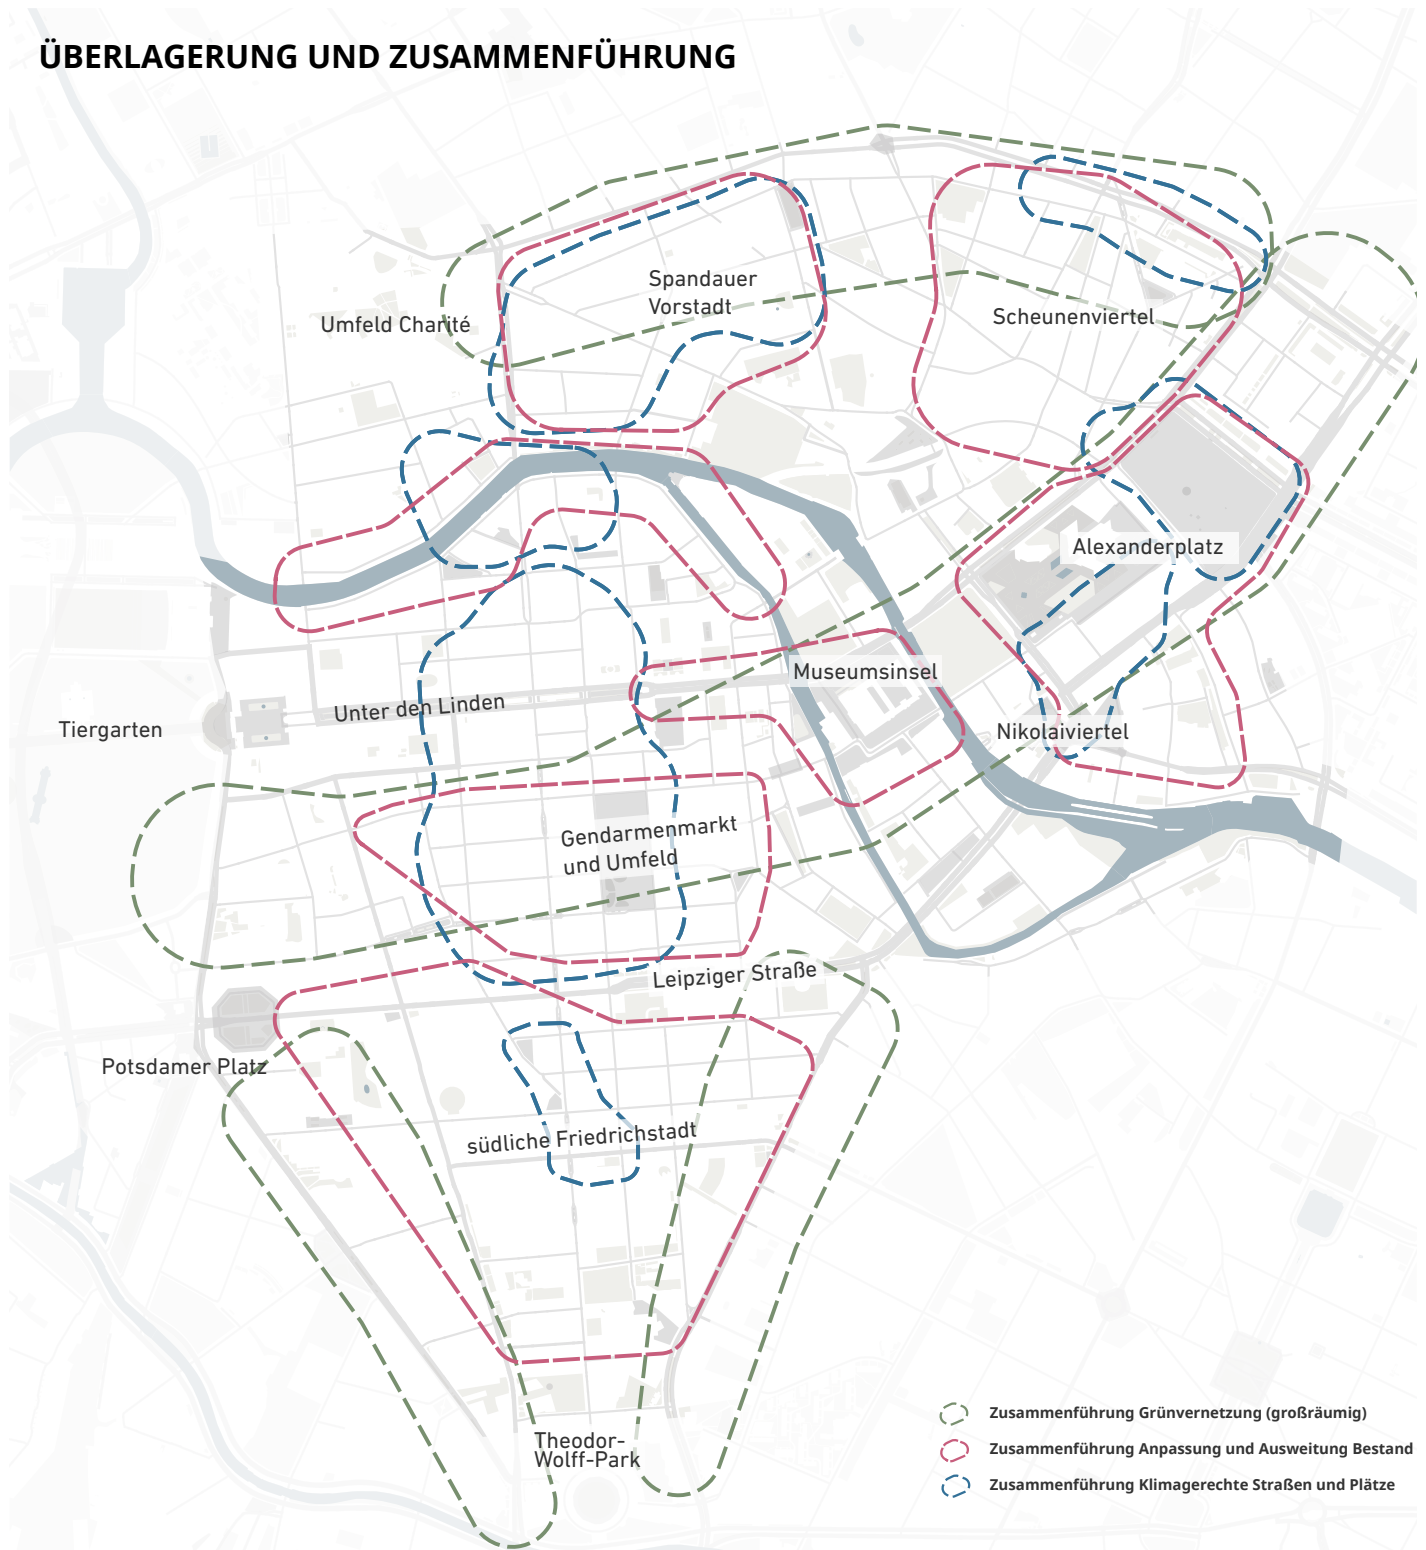 ÜBERLAGERUNG UND ZUSAMMENFÜHRUNG
Spandauer
Vorstadt
Umfeld Charité
Scheunenviertel
Alexanderplatz
Museumsinsel
Unter den Linden
Tiergarten
Nikolaiviertel
Gendarmenmarkt
und Umfeld
Leipziger Straße
Potsdamer Platz
südliche Friedrichstadt
Theodor-
Wolff-Park
Zusammenführung Grünvernetzung (großräumig)
Zusammenführung Anpassung und Ausweitung Bestand
Zusammenführung Klimagerechte Straßen und Plätze